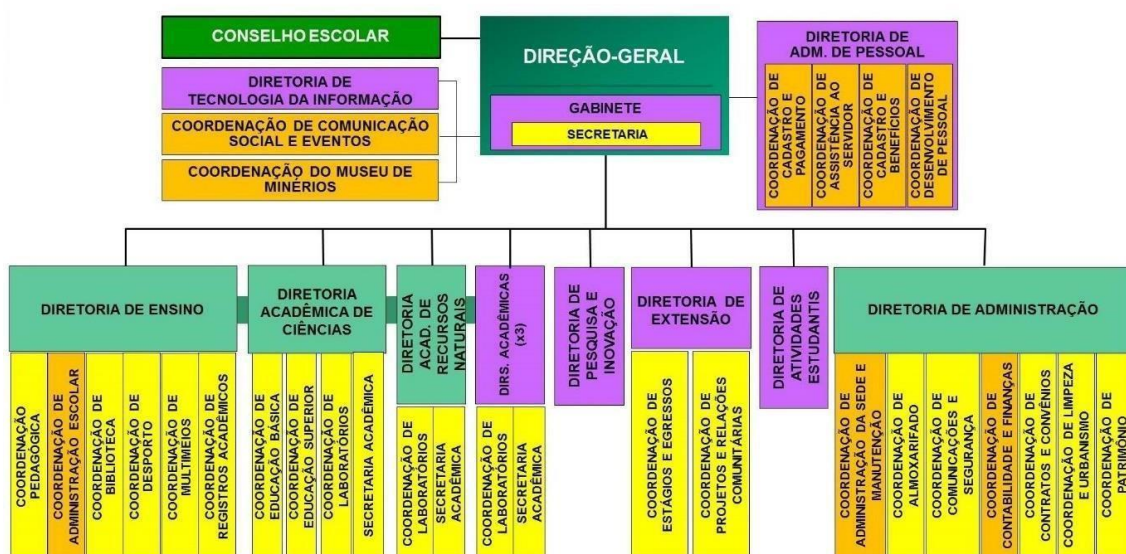 CONSELHO ESCOLAR
DIRETORIA DE
TECNOLOGIA DA INFORMAÇÃO
COORDENAÇÃO DE COMUNICAÇÃO
SOCIAL E EVENTOS
COORDENAÇÃO DO MUSEU DE
MINÉRIOS
DIREÇÃO-GERAL
GABINETE
SECRETARIA
DIRETORIA DE
ADM. DE PESSOAL
COORDENAÇÃO DE
CADASTRO E
PAGAMENTO
COORDENAÇÃO DE
ASSISTÊNCIA AO
SERVIDOR
COORDENAÇÃO DE
CADASTRO E
BENEFÍCIOS
COORDENAÇÃO DE
DESENVOLVIMENTO
DE PESSOAL
DIRETORIA DE ENSINO
COORDENAÇÃO
PEDAGÓGICA
COORDENAÇÃO DE
ADMINISTRAÇÃO ESCOLAR
COORDENAÇÃO DE
BIBLIOTECA
COORDENAÇÃO DE
DESPORTO
COORDENAÇÃO DE
MULTIMEIOS
COORDENAÇÃO DE
REGISTROS ACADÊMICOS
DIRETORIA
ACADÊMICA DE
CIÊNCIAS
COORDENAÇÃO DE
EDUCAÇÃO BÁSICA
COORDENAÇÃO DE
EDUCAÇÃO SUPERIOR
COORDENAÇÃO DE
LABORATÓRIOS
SECRETARIA ACADÊMICA
DIRETORIA
ACAD. DE
RECURSOS
NATURAIS
COORDENAÇÃO DE
LABORATÓRIOS
SECRETARIA
ACADÊMICA
DIRS. ACADÊMICAS
(x3)
COORDENAÇÃO DE
LABORATÓRIOS
SECRETARIA
ACADÊMICA
DIRETORIA DE
PESQUISA E
INOVAÇÃO
DIRETORIA DE
EXTENSÃO
COORDENAÇÃO DE
ESTÁGIOS E EGRESSOS
COORDENAÇÃO DE
PROJETOS E RELAÇÕES
COMUNITÁRIAS
DIRETORIA DE
ATIVIDADES
ESTUDANTIS
DIRETORIA DE ADMINISTRAÇÃO
COORDENAÇÃO DE
ADMINISTRAÇÃO DA SEDE E
MANUTENÇÃO
COORDENAÇÃO DE
ALMOXARIFADO
COORDENAÇÃO DE
COMUNICAÇÕES E
SEGURANÇA
COORDENAÇÃO DE
CONTABILIDADE E FINANÇAS
COORDENAÇÃO DE
CONTRATOS E CONVÊNIOS
COORDENAÇÃO DE LIMPEZA
E URBANISMO
COORDENAÇÃO DE
PATRIMÔNIO